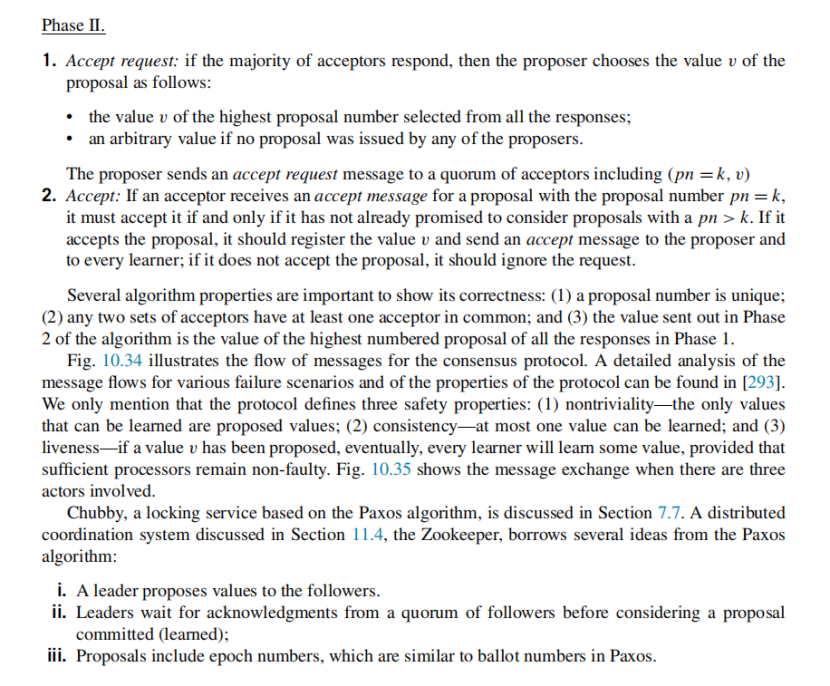 Phase II.
1. Accept request: if the majority of acceptors respond, then the proposer chooses the value v of the
proposal as follows:
• the value v of the highest proposal number selected from all the responses;
• an arbitrary value if no proposal was issued by any of the proposers.
The proposer sends an accept request message to a quorum of acceptors including (pn = k, v)
2. Accept: If an acceptor receives an accept message for a proposal with the proposal number pn = k,
it must accept it if and only if it has not already promised to consider proposals with a pn > k. If it
accepts the proposal, it should register the value v and send an accept message to the proposer and
to every learner; if it does not accept the proposal, it should ignore the request.
Several algorithm properties are important to show its correctness: (1) a proposal number is unique;
(2) any two sets of acceptors have at least one acceptor in common; and (3) the value sent out in Phase
2 of the algorithm is the value of the highest numbered proposal of all the responses in Phase 1.
Fig. 10.34 illustrates the flow of messages for the consensus protocol. A detailed analysis of the
message flows for various failure scenarios and of the properties of the protocol can be found in [293].
We only mention that the protocol defines three safety properties: (1) nontriviality—the only values
that can be learned are proposed values; (2) consistency—at most one value can be learned; and (3)
liveness—if a value v has been proposed, eventually, every learner will learn some value, provided that
sufficient processors remain non-faulty. Fig. 10.35 shows the message exchange when there are three
actors involved.
Chubby, a locking service based on the Paxos algorithm, is discussed in Section 7.7. A distributed
coordination system discussed in Section 11.4, the Zookeeper, borrows several ideas from the Paxos
algorithm:
i. A leader proposes values to the followers.
ii. Leaders wait for acknowledgments from a quorum of followers before considering a proposal
committed (learned);
iii. Proposals include epoch numbers, which are similar to ballot numbers in Paxos.